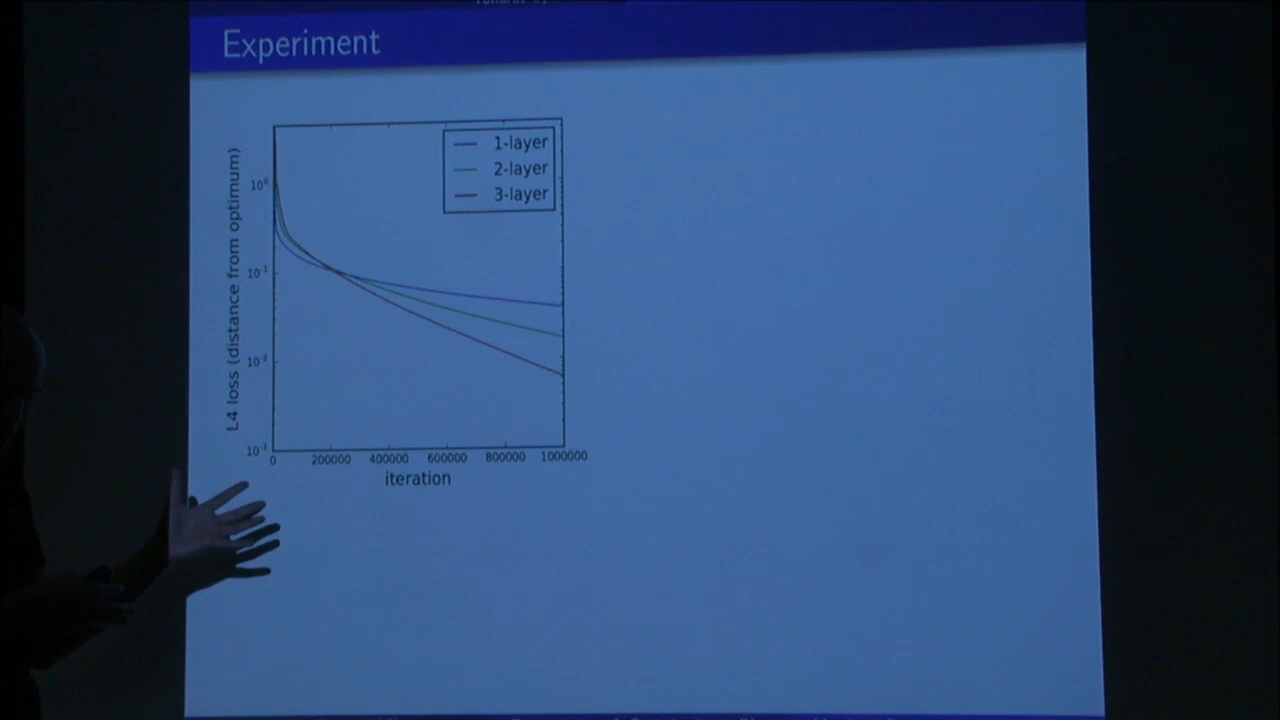 Experiment
1-layer
2-layer
3-layer
L4 loss (distance from optimum)
10⁰
10⁻¹
10⁻²
10⁻³
0 200000 400000 600000 800000 1000000
iteration